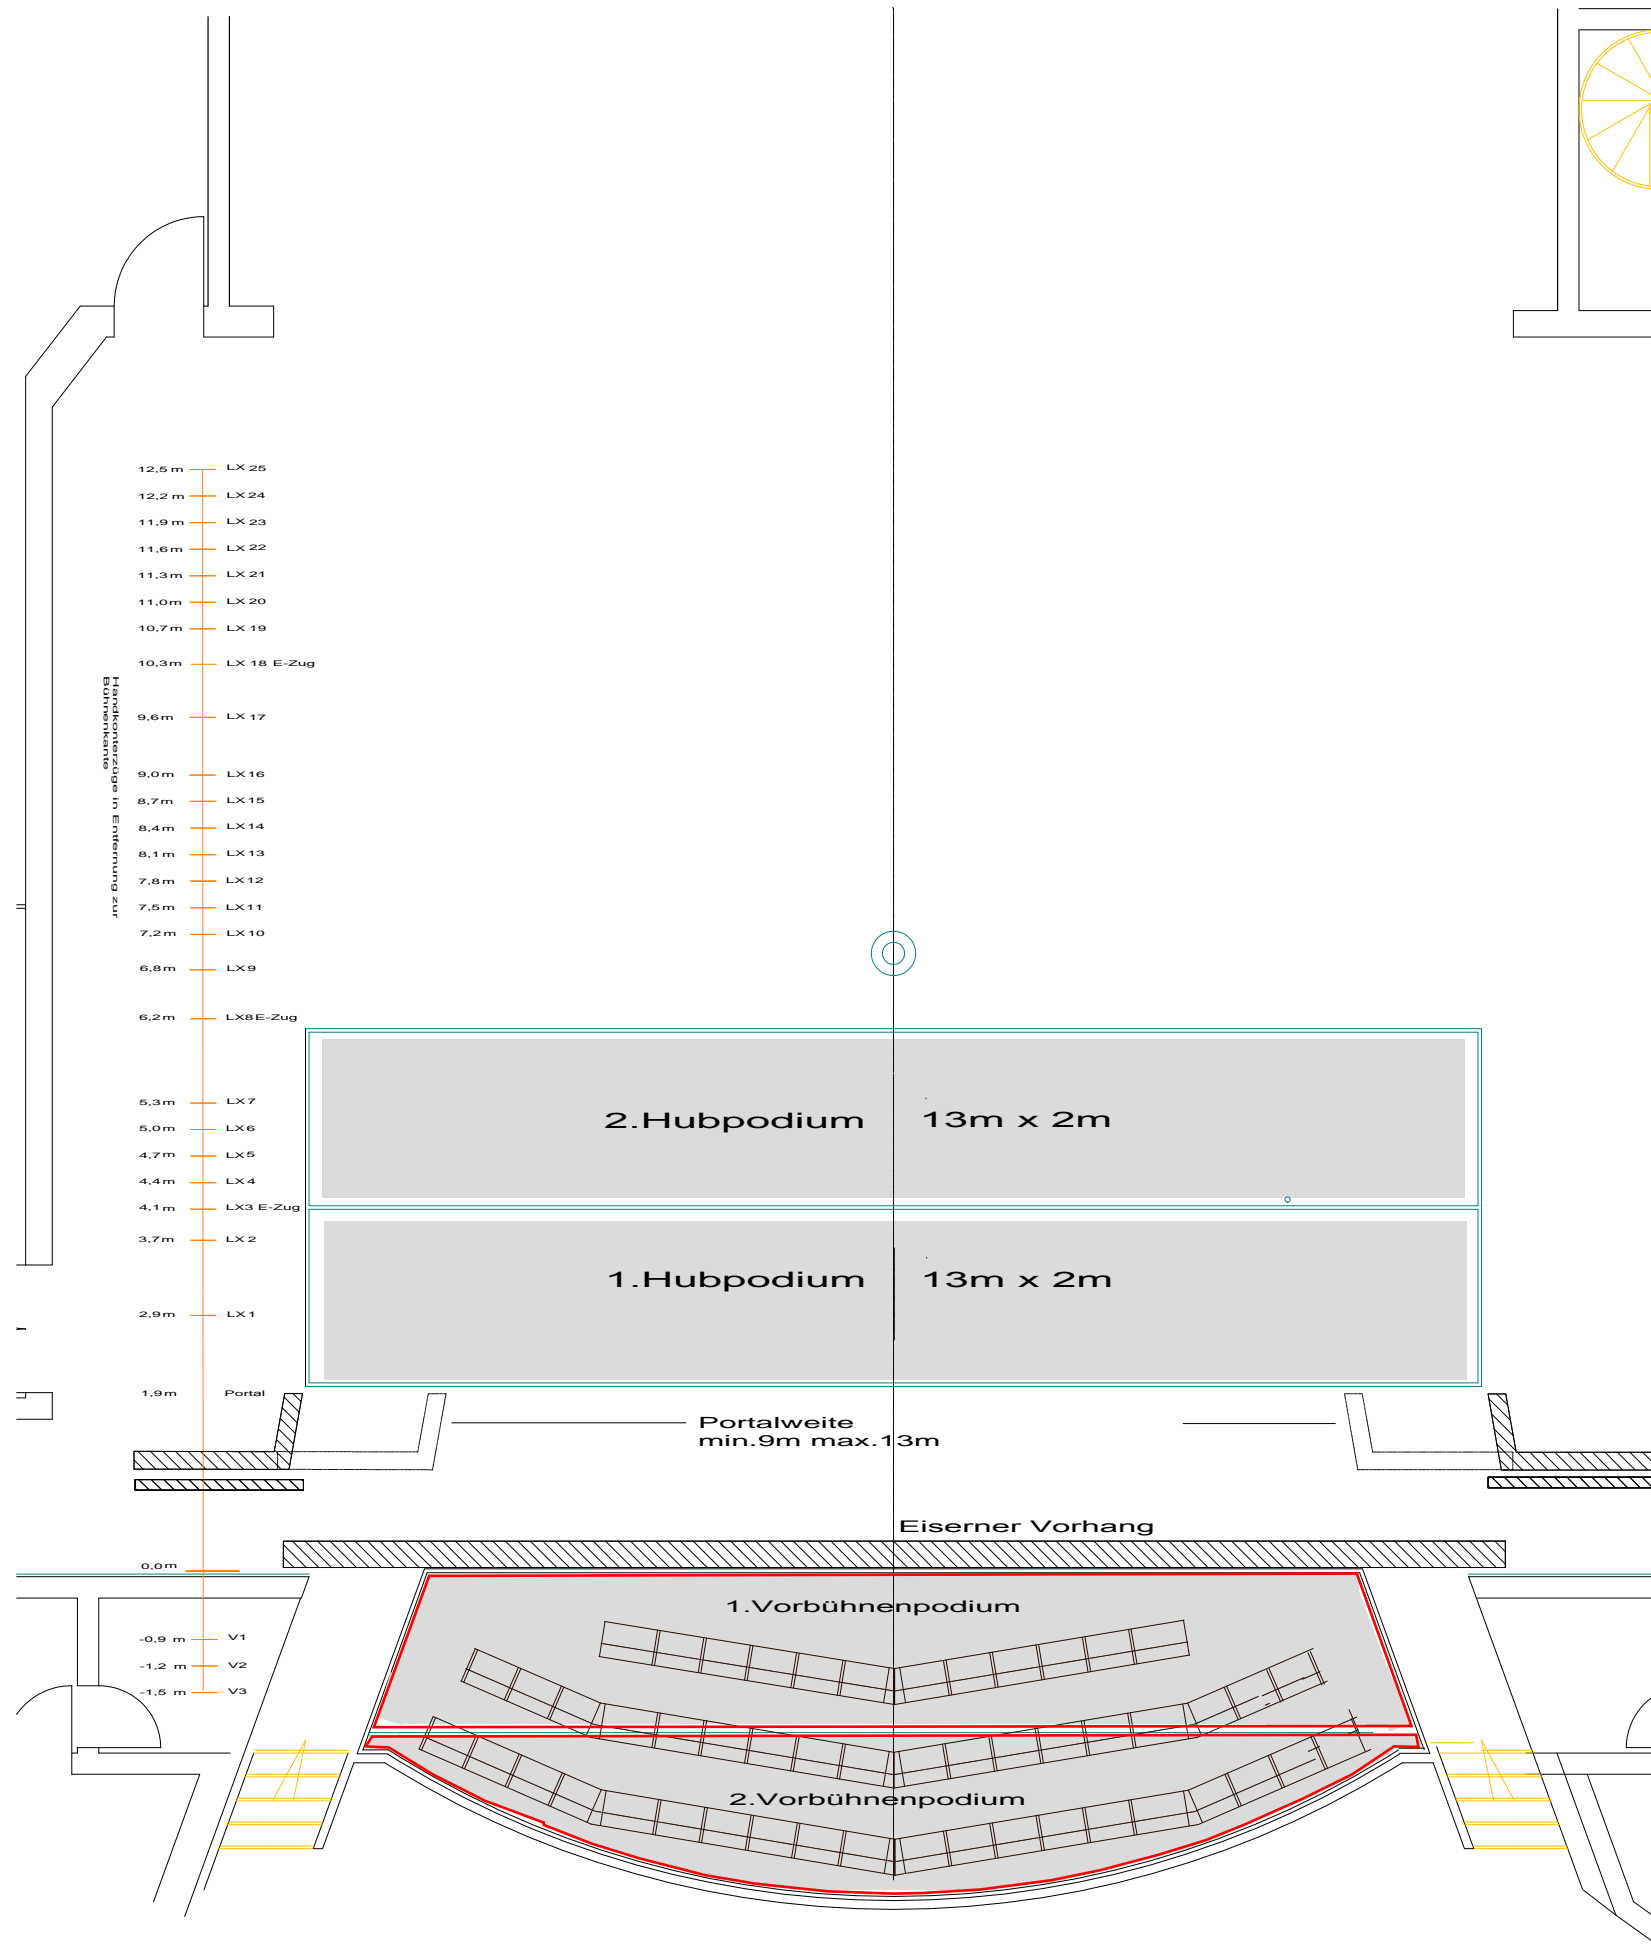 12,5 m LX 25
12,2 m LX 24
11,9 m LX 23
11,6 m LX 22
11,3 m LX 21
11,0 m LX 20
10,7 m LX 19
10,3 m LX 18 E-Zug
9,6 m LX 17
9,0 m LX 16
8,7 m LX 15
8,4 m LX 14
8,1 m LX 13
7,8 m LX 12
7,5 m LX 11
7,2 m LX 10
6,8 m LX 9
6,2 m LX8 E-Zug
5,3 m LX 7
5,0 m LX 6
4,7 m LX 5
4,4 m LX 4
4,1 m LX3 E-Zug
3,7 m LX 2
2,9 m LX 1
1,9 m Portal
0,0 m
-0,9 m V1
-1,2 m V2
-1,5 m V3
Handkonterzüge in Entfernung zur
Bühnenkante
2.Hubpodium 13m x 2m
1.Hubpodium 13m x 2m
Portalweite
min.9m max.13m
Eiserner Vorhang
1.Vorbühnenpodium
2.Vorbühnenpodium